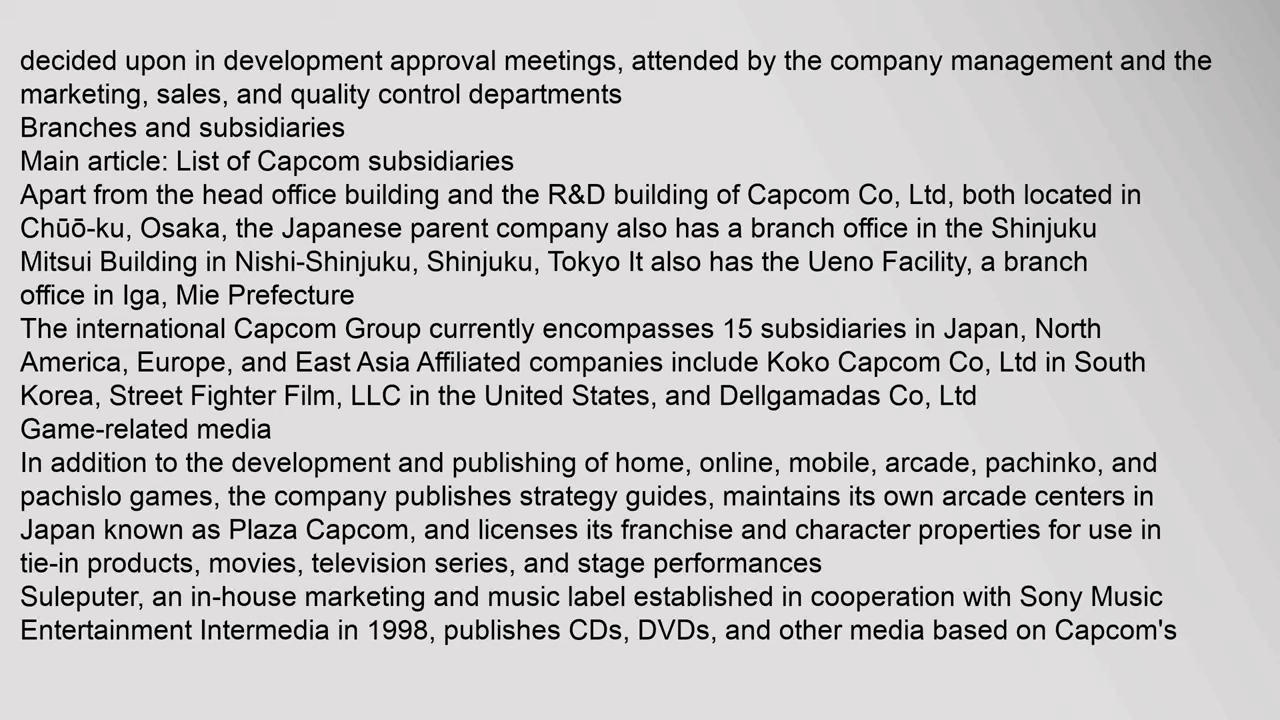 decided upon in development approval meetings, attended by the company management and the
marketing, sales, and quality control departments
Branches and subsidiaries
Main article: List of Capcom subsidiaries
Apart from the head office building and the R&D building of Capcom Co, Ltd, both located in
Chūō-ku, Osaka, the Japanese parent company also has a branch office in the Shinjuku
Mitsui Building in Nishi-Shinjuku, Shinjuku, Tokyo It also has the Ueno Facility, a branch
office in Iga, Mie Prefecture
The international Capcom Group currently encompasses 15 subsidiaries in Japan, North
America, Europe, and East Asia Affiliated companies include Koko Capcom Co, Ltd in South
Korea, Street Fighter Film, LLC in the United States, and Dellgamadas Co, Ltd
Game-related media
In addition to the development and publishing of home, online, mobile, arcade, pachinko, and
pachislo games, the company publishes strategy guides, maintains its own arcade centers in
Japan known as Plaza Capcom, and licenses its franchise and character properties for use in
tie-in products, movies, television series, and stage performances
Suleputer, an in-house marketing and music label established in cooperation with Sony Music
Entertainment Intermedia in 1998, publishes CDs, DVDs, and other media based on Capcom's